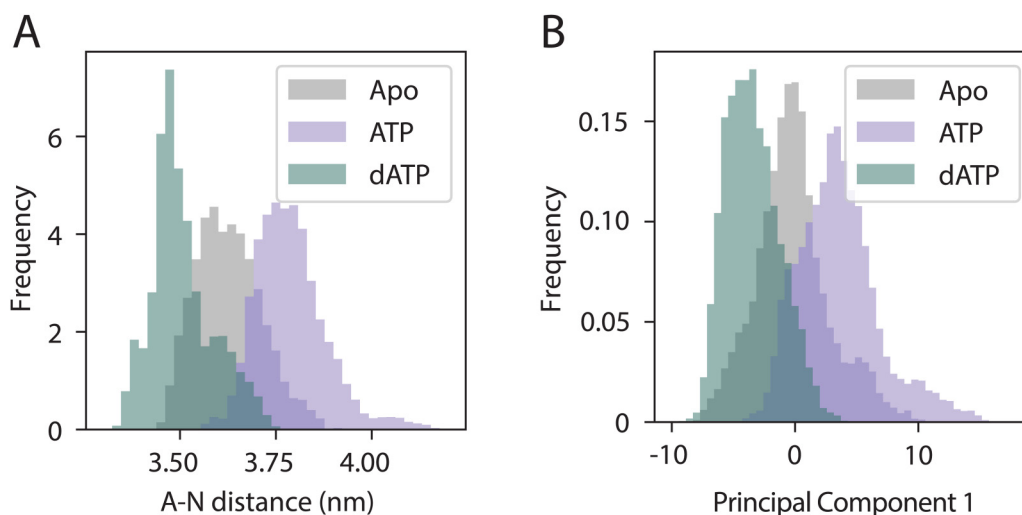 A
Frequency
6
4
2
0
3.50 3.75 4.00
A-N distance (nm)
Apo
ATP
dATP
B
Frequency
0.15
0.10
0.05
0
-10 0 10
Principal Component 1
Apo
ATP
dATP